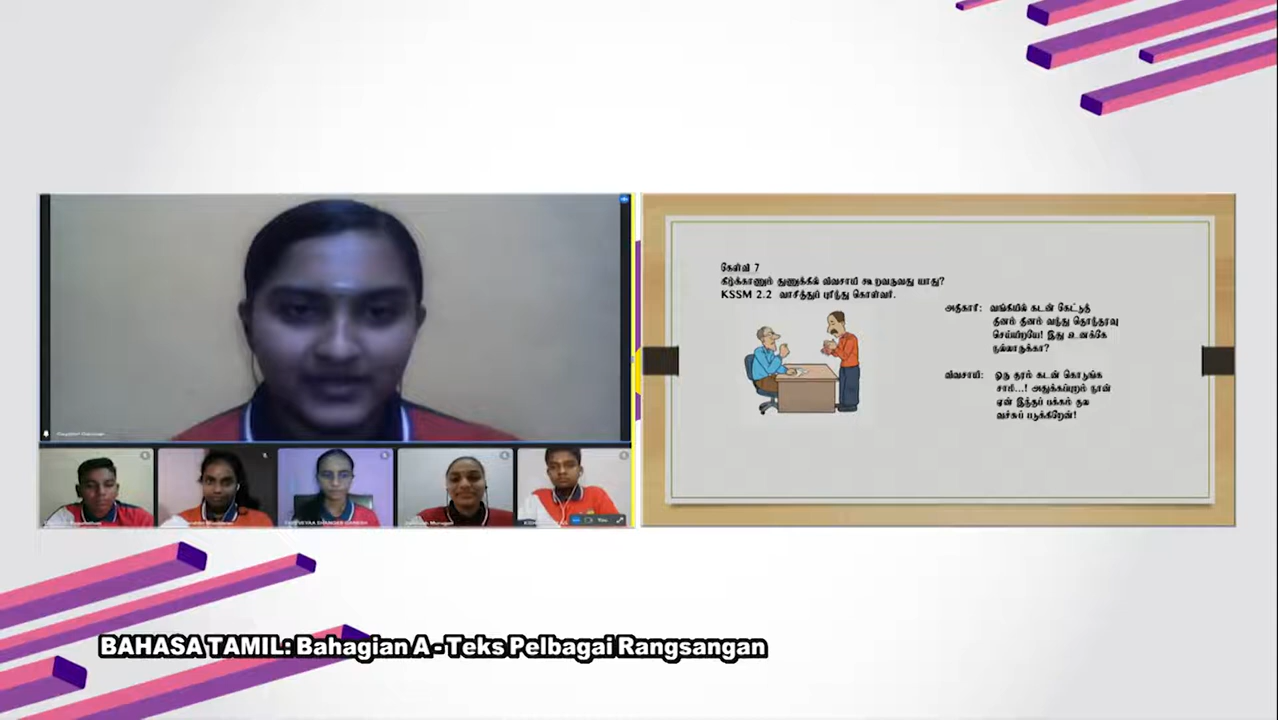 கேள்வி 7
கீழ்க்காணும் துணுக்கில் விவசாயி கூறவருவது யாது?
KSSM 2.2 வாசித்துப் புரிந்து கொள்வர்.
அதிகாரி: வங்கியில் கடன் கேட்டுத்
தினம் தினம் வந்து தொந்தரவு
செய்யிறயே! இது உனக்கே
நல்லாருக்கா?
விவசாயி: ஒரு தரம் கடன் கொடுங்க
சாமி...! அதுக்கப்புறம் நான்
ஏன் இந்தப் பக்கம் தல
வச்சுப் படுக்கிறேன்!
You
BAHASA TAMIL: Bahagian A - Teks Pelbagai Rangsangan